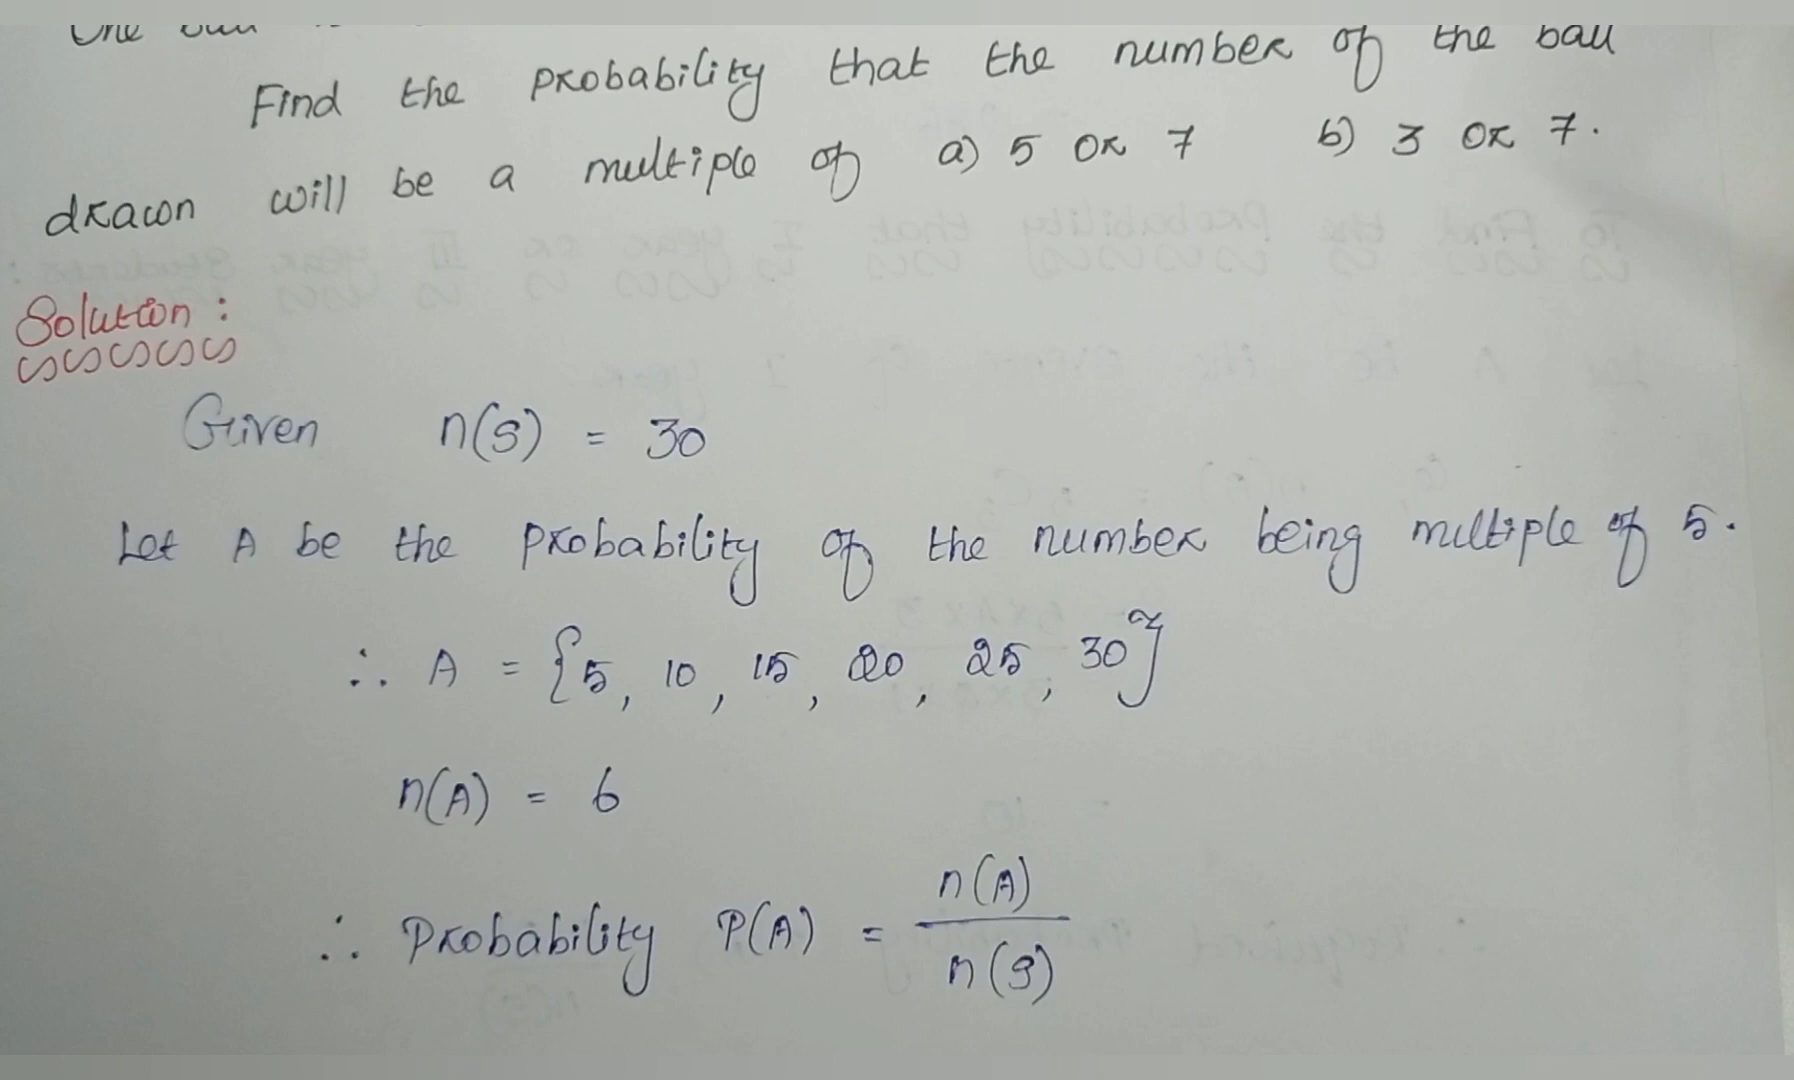 Find the probability that the number of the ball
drawn will be a multiple of a) 5 or 7 b) 3 or 7.
Solution :
Given n(S) = 30
Let A be the probability of the number being multiple of 5.
∴ A = {5, 10, 15, 20, 25, 30}
n(A) = 6
∴ Probability P(A) = n(A)
n(S)